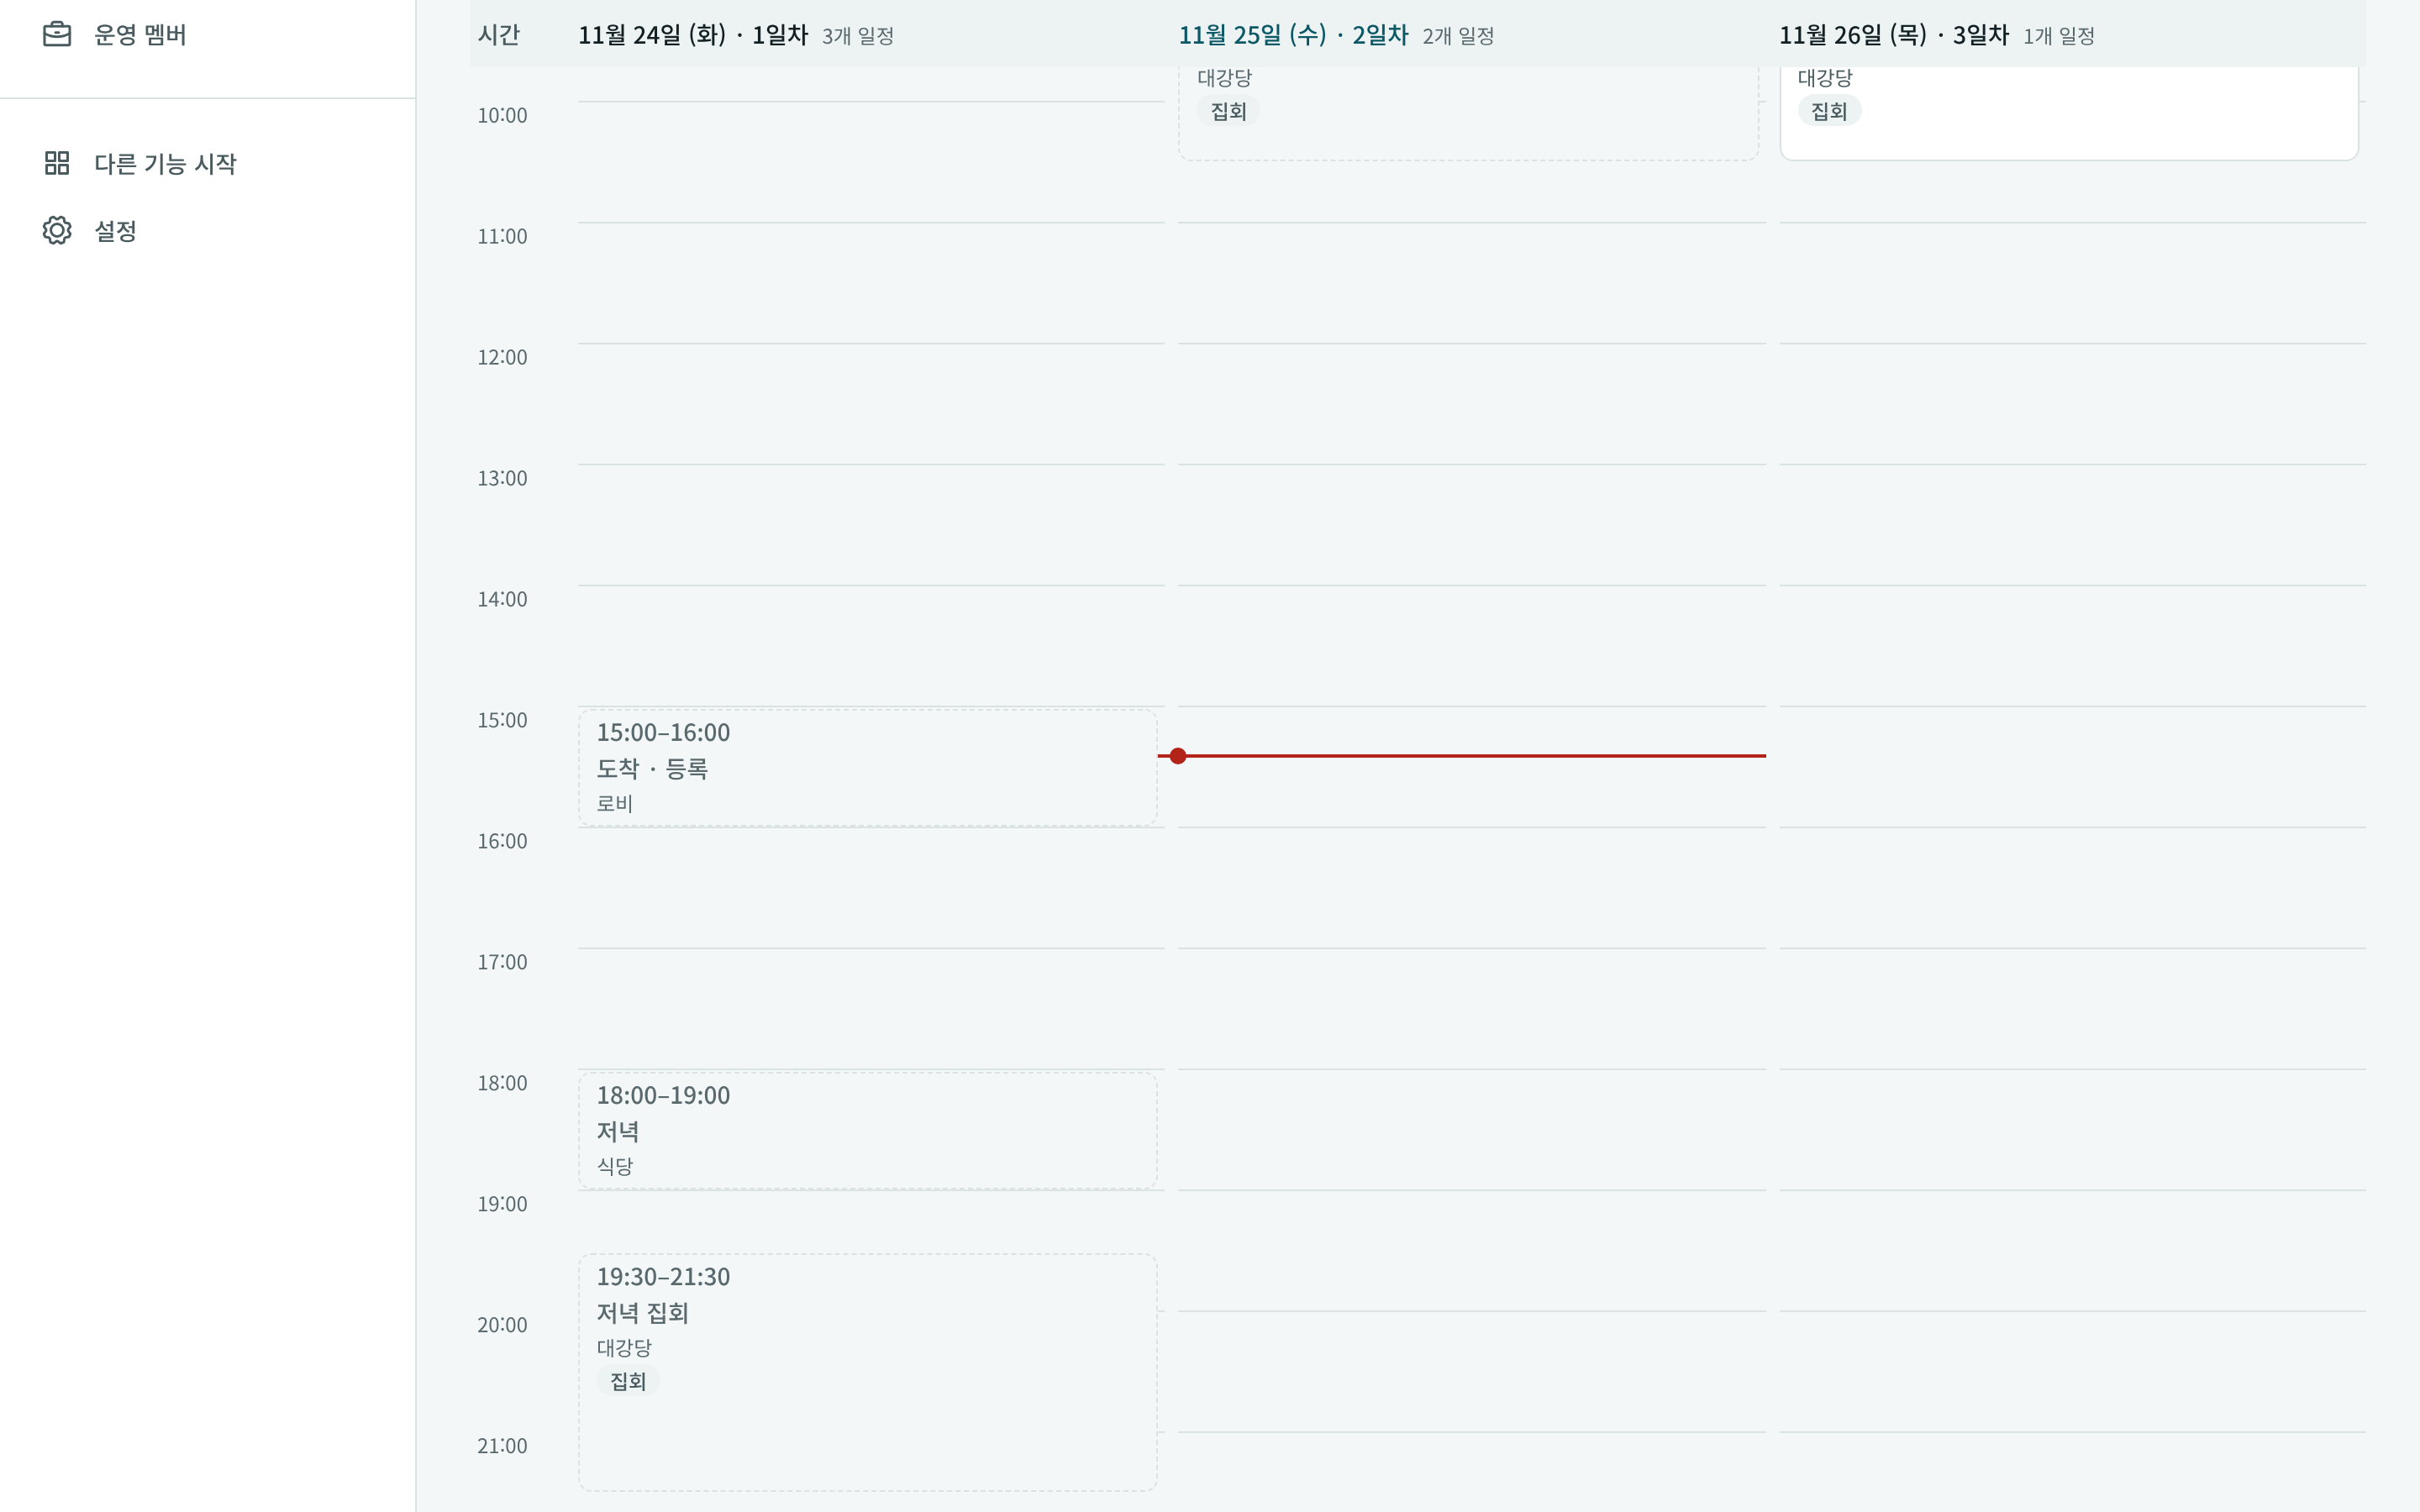 운영 멤버
다른 기능 시작
설정
시간
11월 24일 (화) · 1일차 3개 일정
11월 25일 (수) · 2일차 2개 일정
11월 26일 (목) · 3일차 1개 일정
대강당
집회
대강당
집회
10:00
11:00
12:00
13:00
14:00
15:00
15:00–16:00
도착 · 등록
로비
16:00
17:00
18:00
18:00–19:00
저녁
식당
19:00
19:30–21:30
저녁 집회
20:00
대강당
집회
21:00